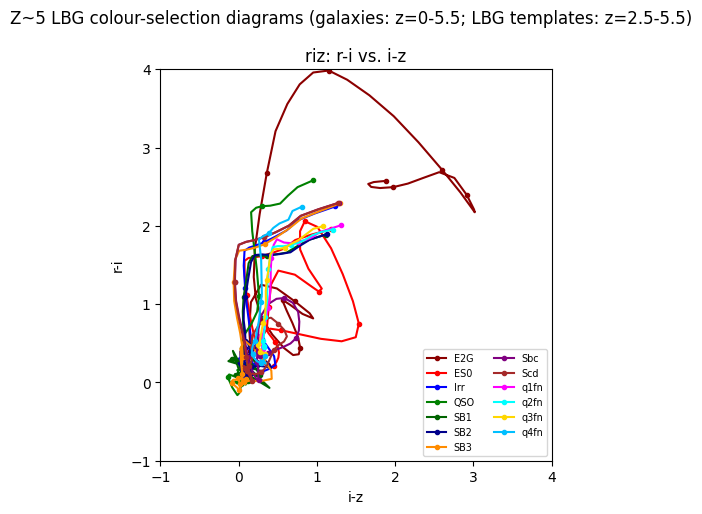 Z~5 LBG colour-selection diagrams (galaxies: z=0-5.5; LBG templates: z=2.5-5.5)
riz: r-i vs. i-z
4
3
2
1
0
-1
r-i
-1 0 1 2 3 4
i-z
E2G
ES0
Irr
QSO
SB1
SB2
SB3
Sbc
Scd
q1fn
q2fn
q3fn
q4fn